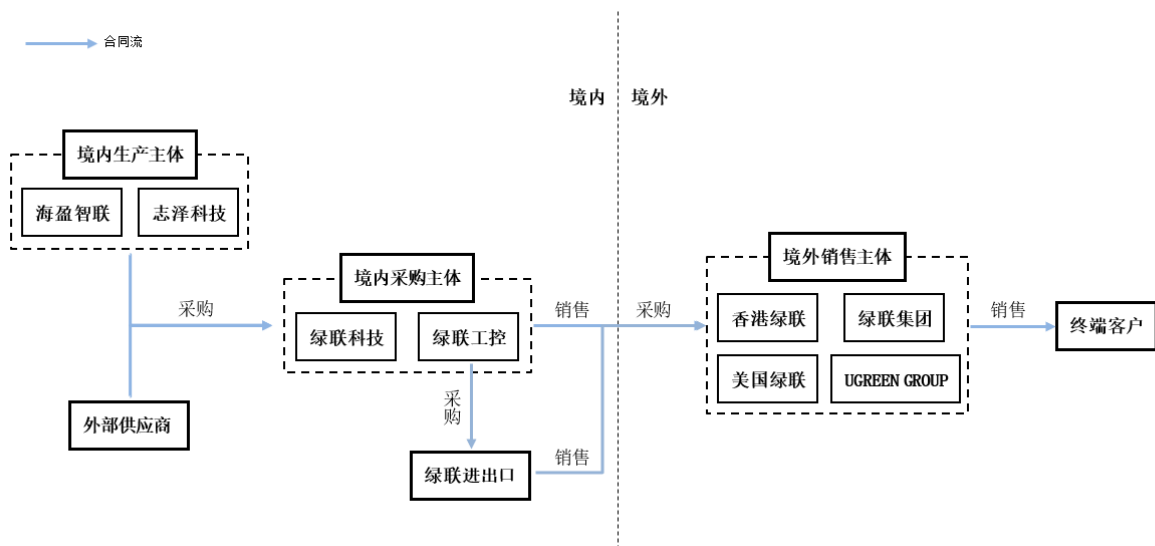 合同流
境内
境外
境内生产主体
海盈智联
志泽科技
采购
外部供应商
境内采购主体
绿联科技
绿联工控
采购
绿联进出口
销售
销售
采购
境外销售主体
香港绿联
绿联集团
美国绿联
UGREEN GROUP
销售
终端客户